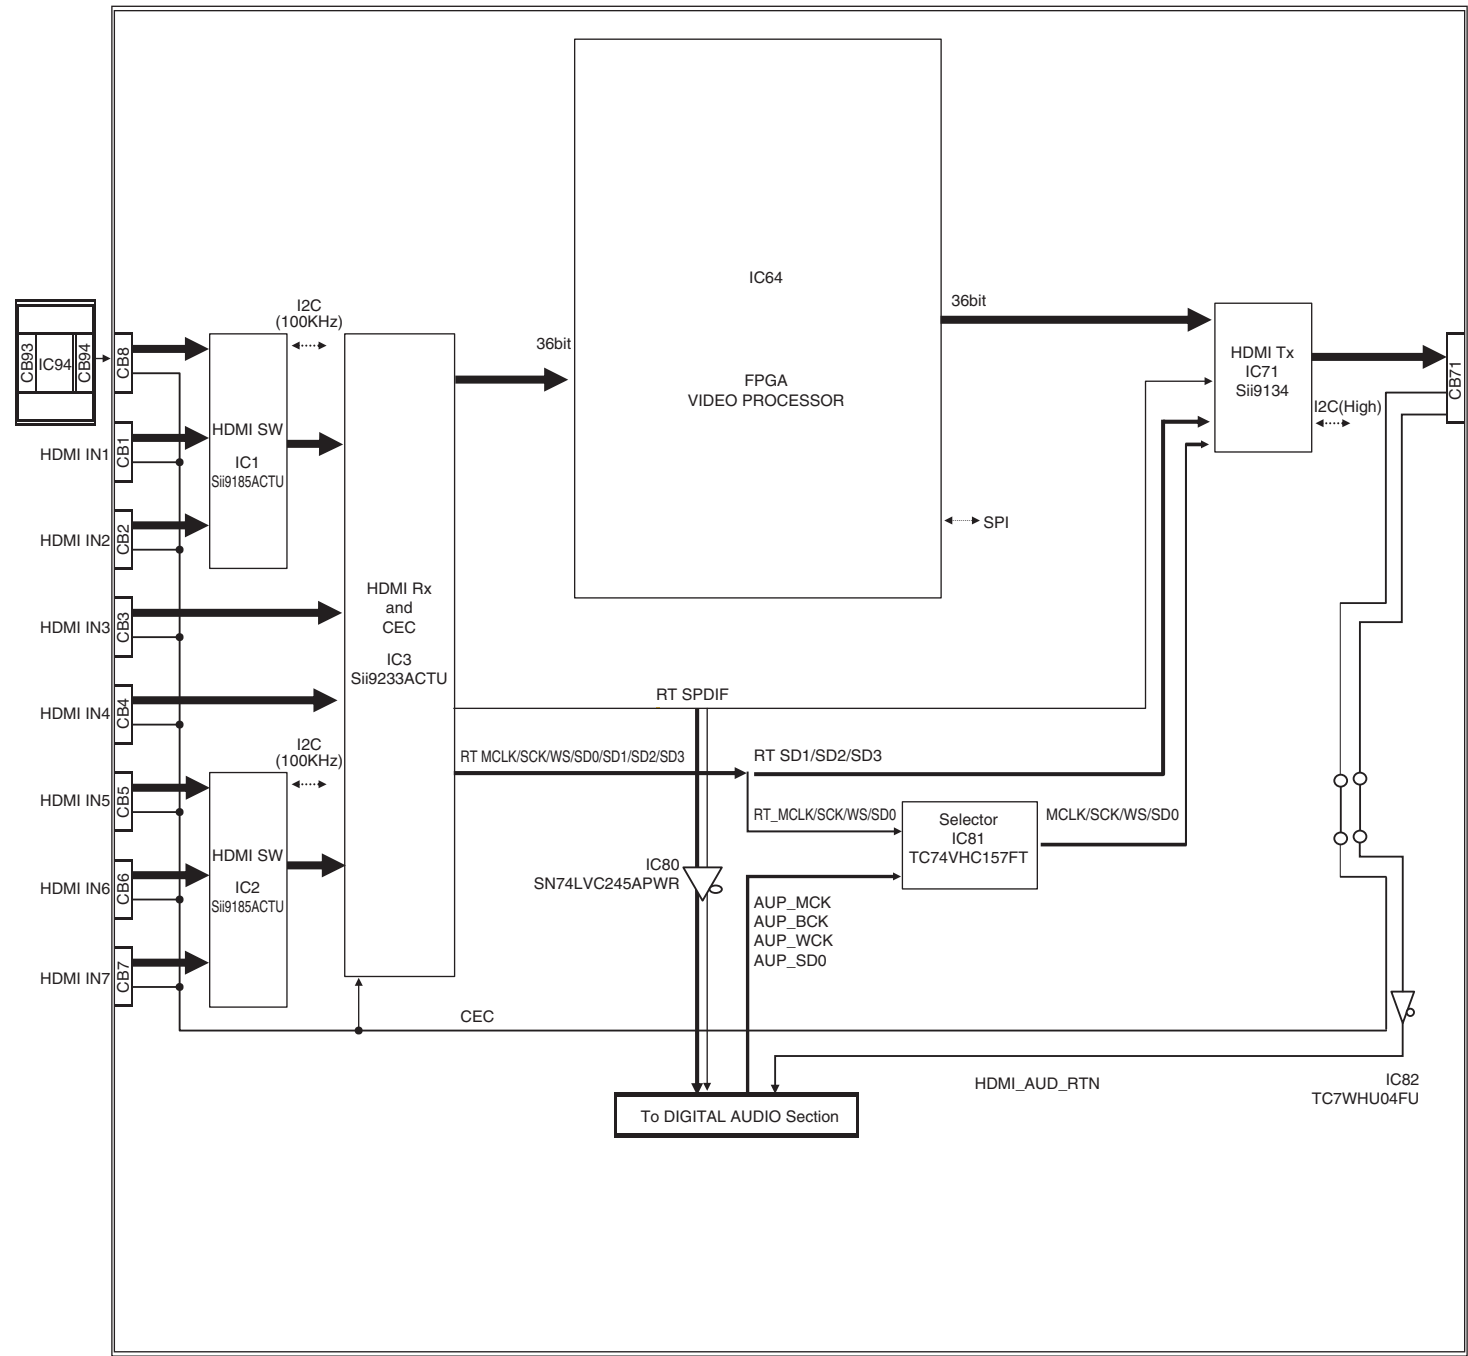 IC64
FPGA
VIDEO PROCESSOR
36bit
36bit
SPI
I2C
(100KHz)
CB93
IC94
CB94
CB8
HDMI IN1
CB1
HDMI IN2
CB2
HDMI IN3
CB3
HDMI IN4
CB4
HDMI IN5
CB5
HDMI IN6
CB6
HDMI IN7
CB7
HDMI SW
IC1
Sii9185ACTU
I2C
(100KHz)
HDMI SW
IC2
Sii9185ACTU
HDMI Rx
and
CEC
IC3
Sii9233ACTU
HDMI Tx
IC71
Sii9134
I2C(High)
CB71
RT SPDIF
RT MCLK/SCK/WS/SD0/SD1/SD2/SD3
RT SD1/SD2/SD3
RT_MCLK/SCK/WS/SD0
Selector
IC81
TC74VHC157FT
MCLK/SCK/WS/SD0
IC80
SN74LVC245APWR
AUP_MCK
AUP_BCK
AUP_WCK
AUP_SD0
CEC
HDMI_AUD_RTN
IC82
TC7WHU04FU
To DIGITAL AUDIO Section